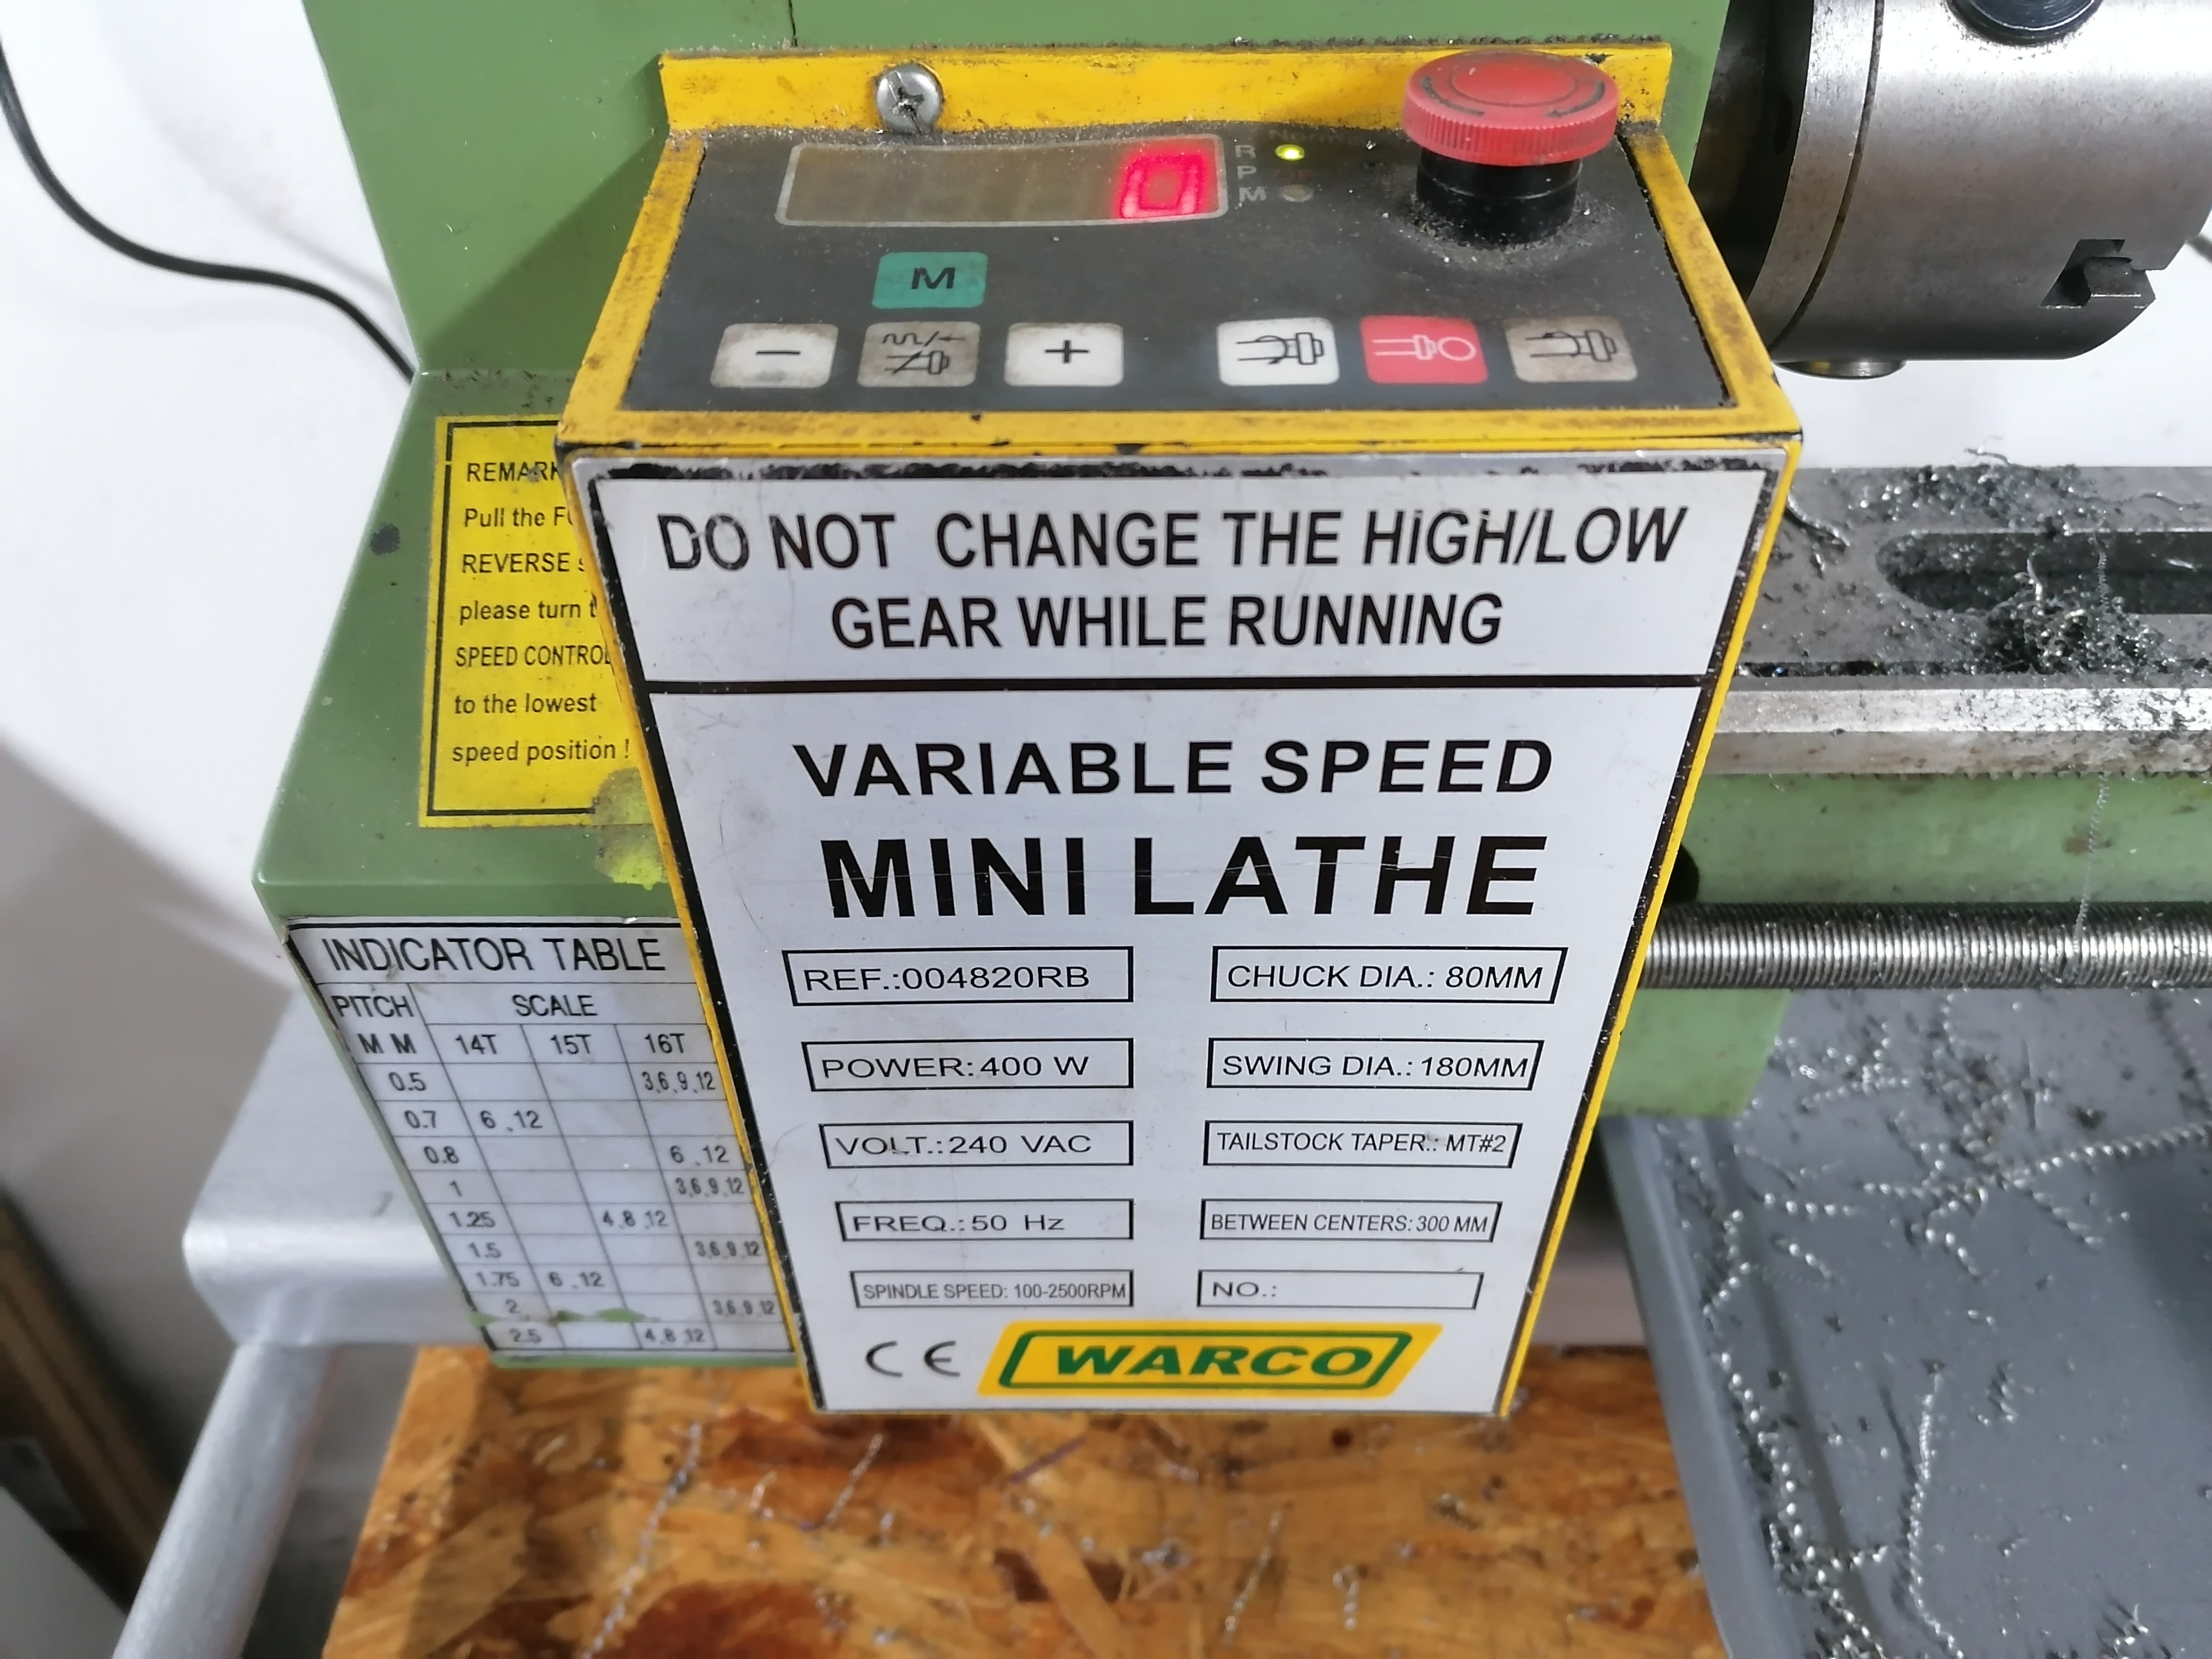 0
R
P
M
M
- +
REMARK
Pull the
REVERSE
please turn
SPEED CONTROL
to the lowest
speed position !
DO NOT CHANGE THE HIGH/LOW
GEAR WHILE RUNNING
VARIABLE SPEED
MINI LATHE
REF.:004820RB
CHUCK DIA.: 80MM
POWER: 400 W
SWING DIA.: 180MM
VOLT.: 240 VAC
TAILSTOCK TAPER.: MT#2
FREQ.: 50 Hz
BETWEEN CENTERS: 300 MM
SPINDLE SPEED: 100-2500RPM
NO.:
CE
WARCO
INDICATOR TABLE
PITCH SCALE
M M 14T 15T 16T
0.5 3,6,9,12
0.7 6,12
0.8 6,12
1 3,6,9,12
1.25 4,8,12
1.5 3,6,9,12
1.75 6,12
2 3,6,9,12
2.5 4,8,12